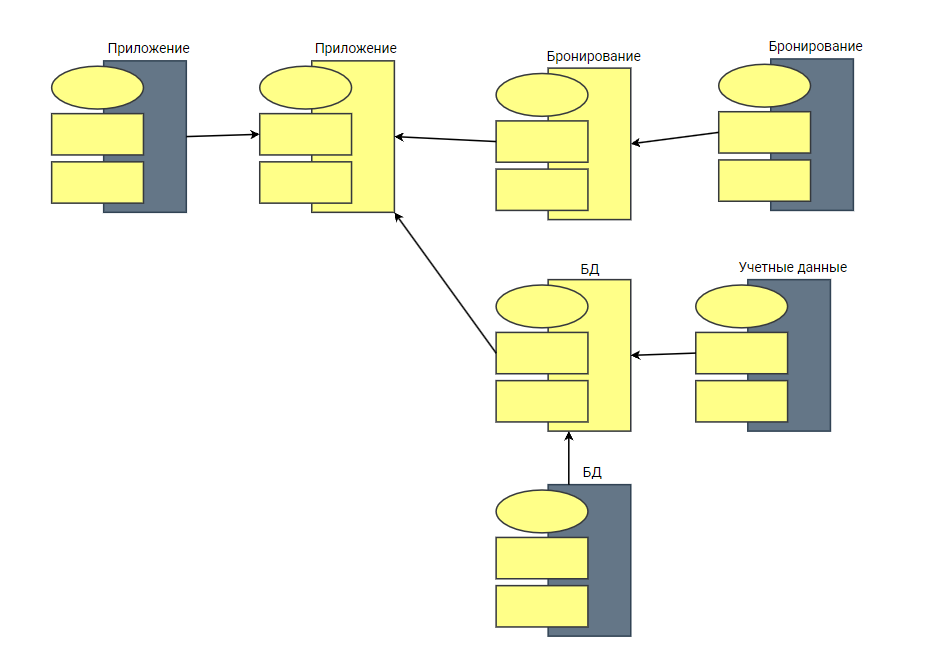 Приложение
Приложение
Бронирование
Бронирование
БД
Учетные данные
БД